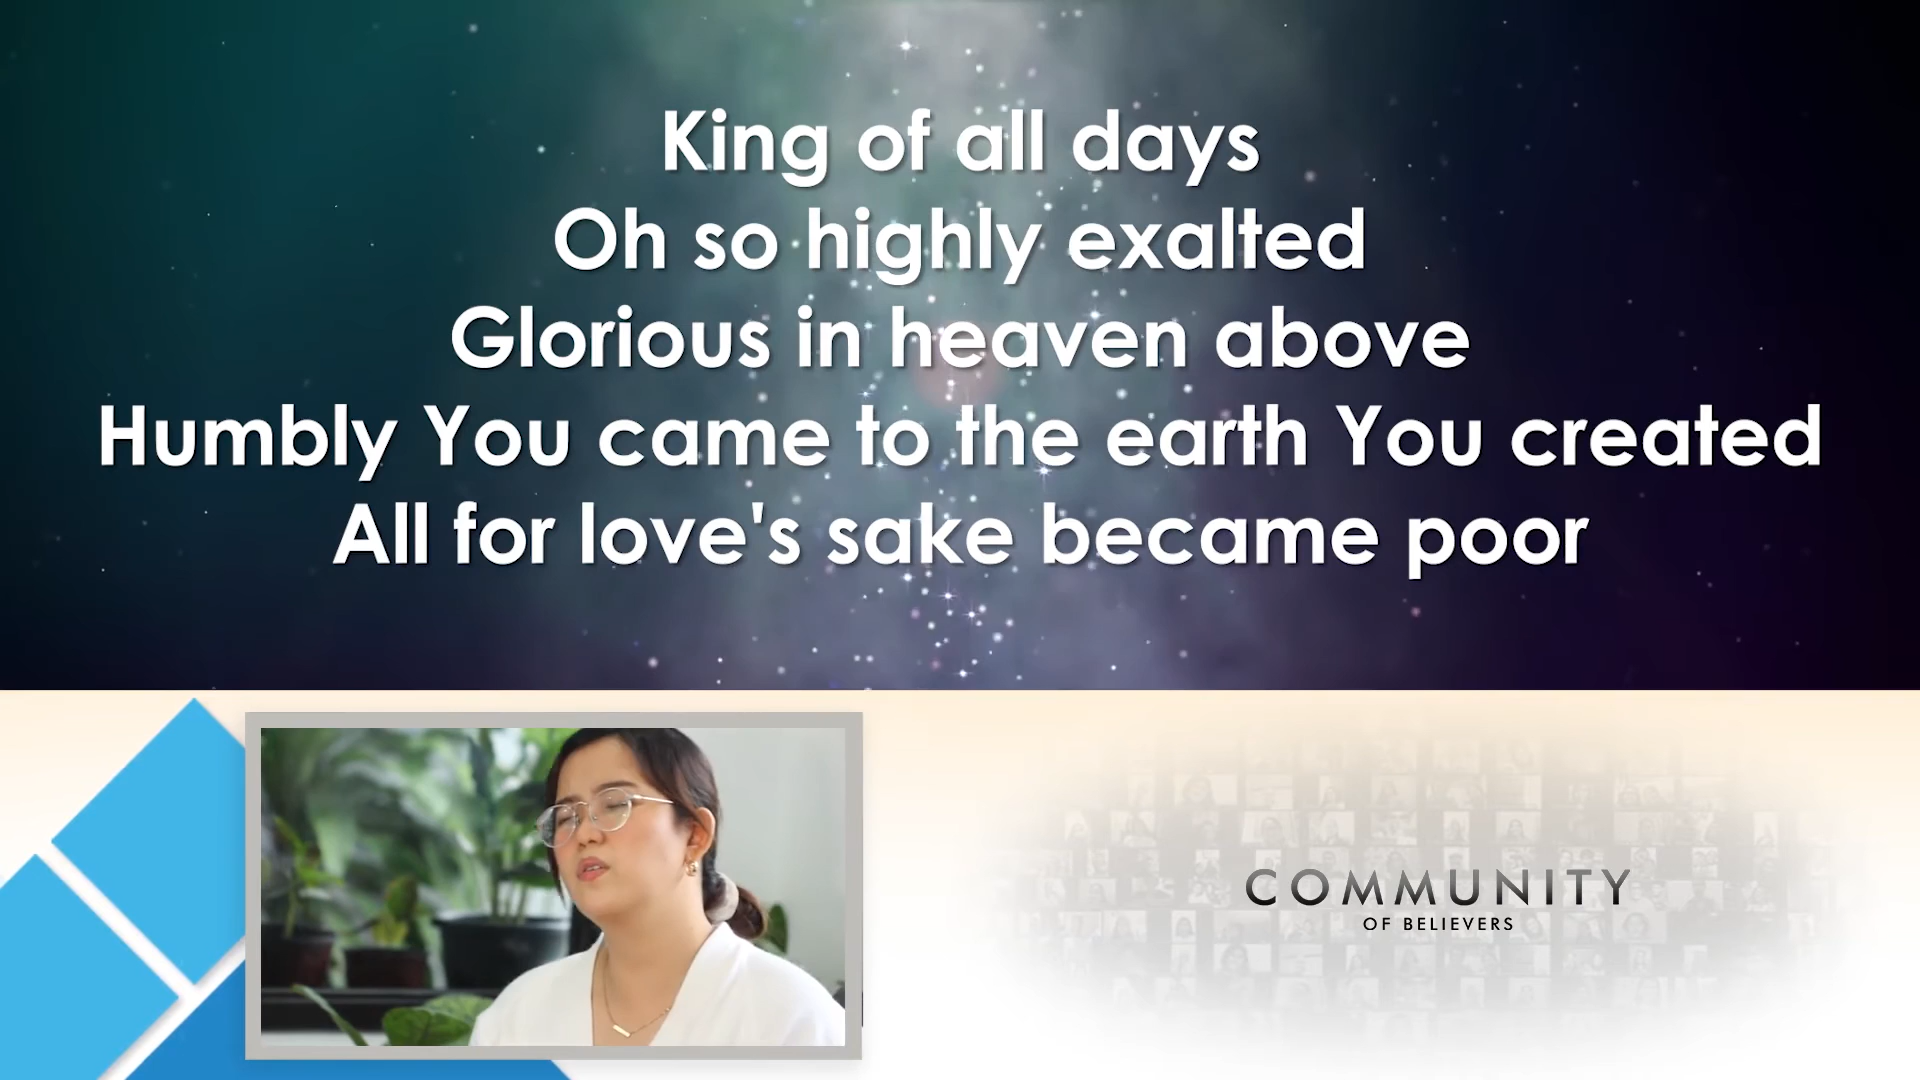 King of all days
Oh so highly exalted
Glorious in heaven above
Humbly You came to the earth You created
All for love's sake became poor
COMMUNITY
OF BELIEVERS